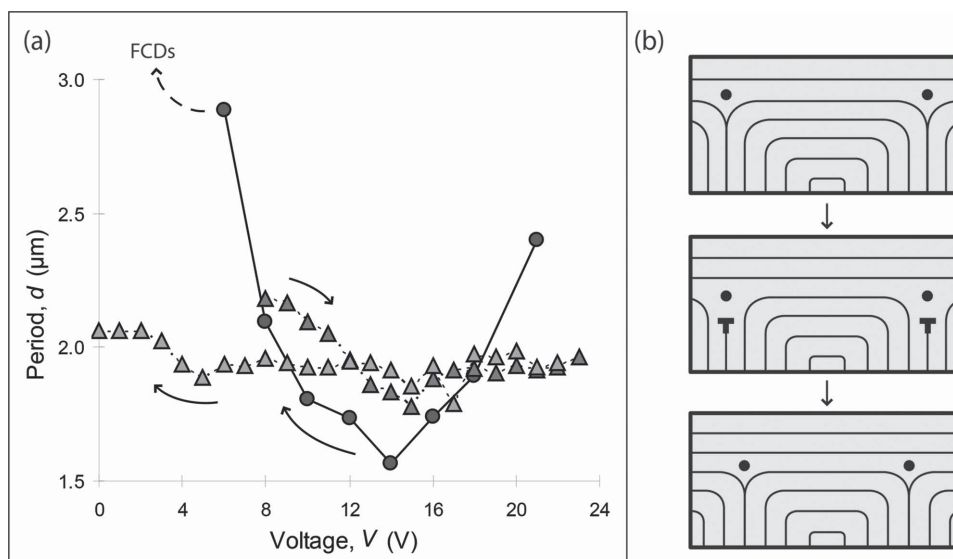 (a)
FCDs
3.0
2.5
2.0
1.5
Period, d (μm)
0 4 8 12 16 20 24
Voltage, V (V)
(b)